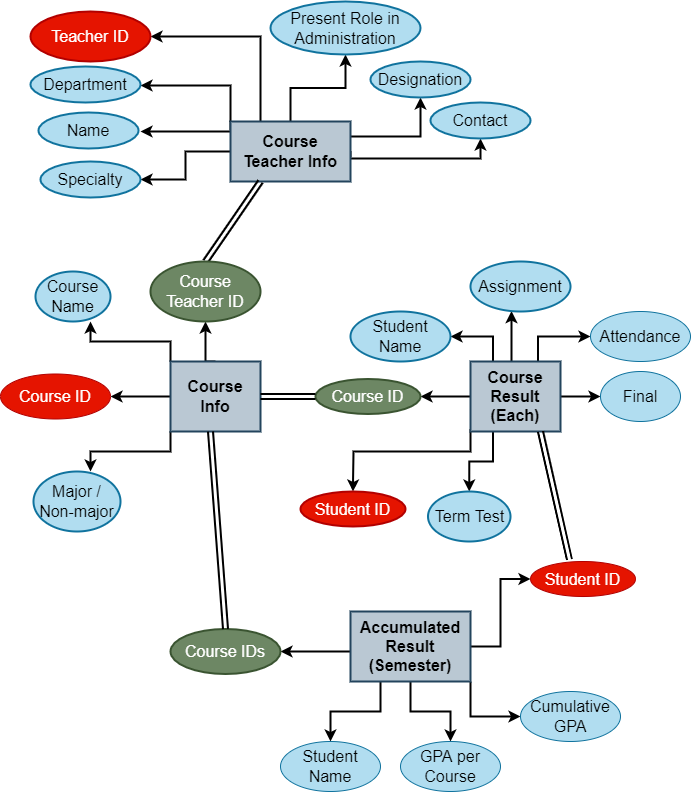 Teacher ID
Present Role in
Administration
Department
Designation
Name
Contact
Course
Teacher Info
Specialty
Course
Teacher ID
Course
Name
Assignment
Student
Name
Attendance
Course ID
Course
Info
Course ID
Course
Result
(Each)
Final
Major /
Non-major
Student ID
Term Test
Student ID
Course IDs
Accumulated
Result
(Semester)
Cumulative
GPA
Student
Name
GPA per
Course